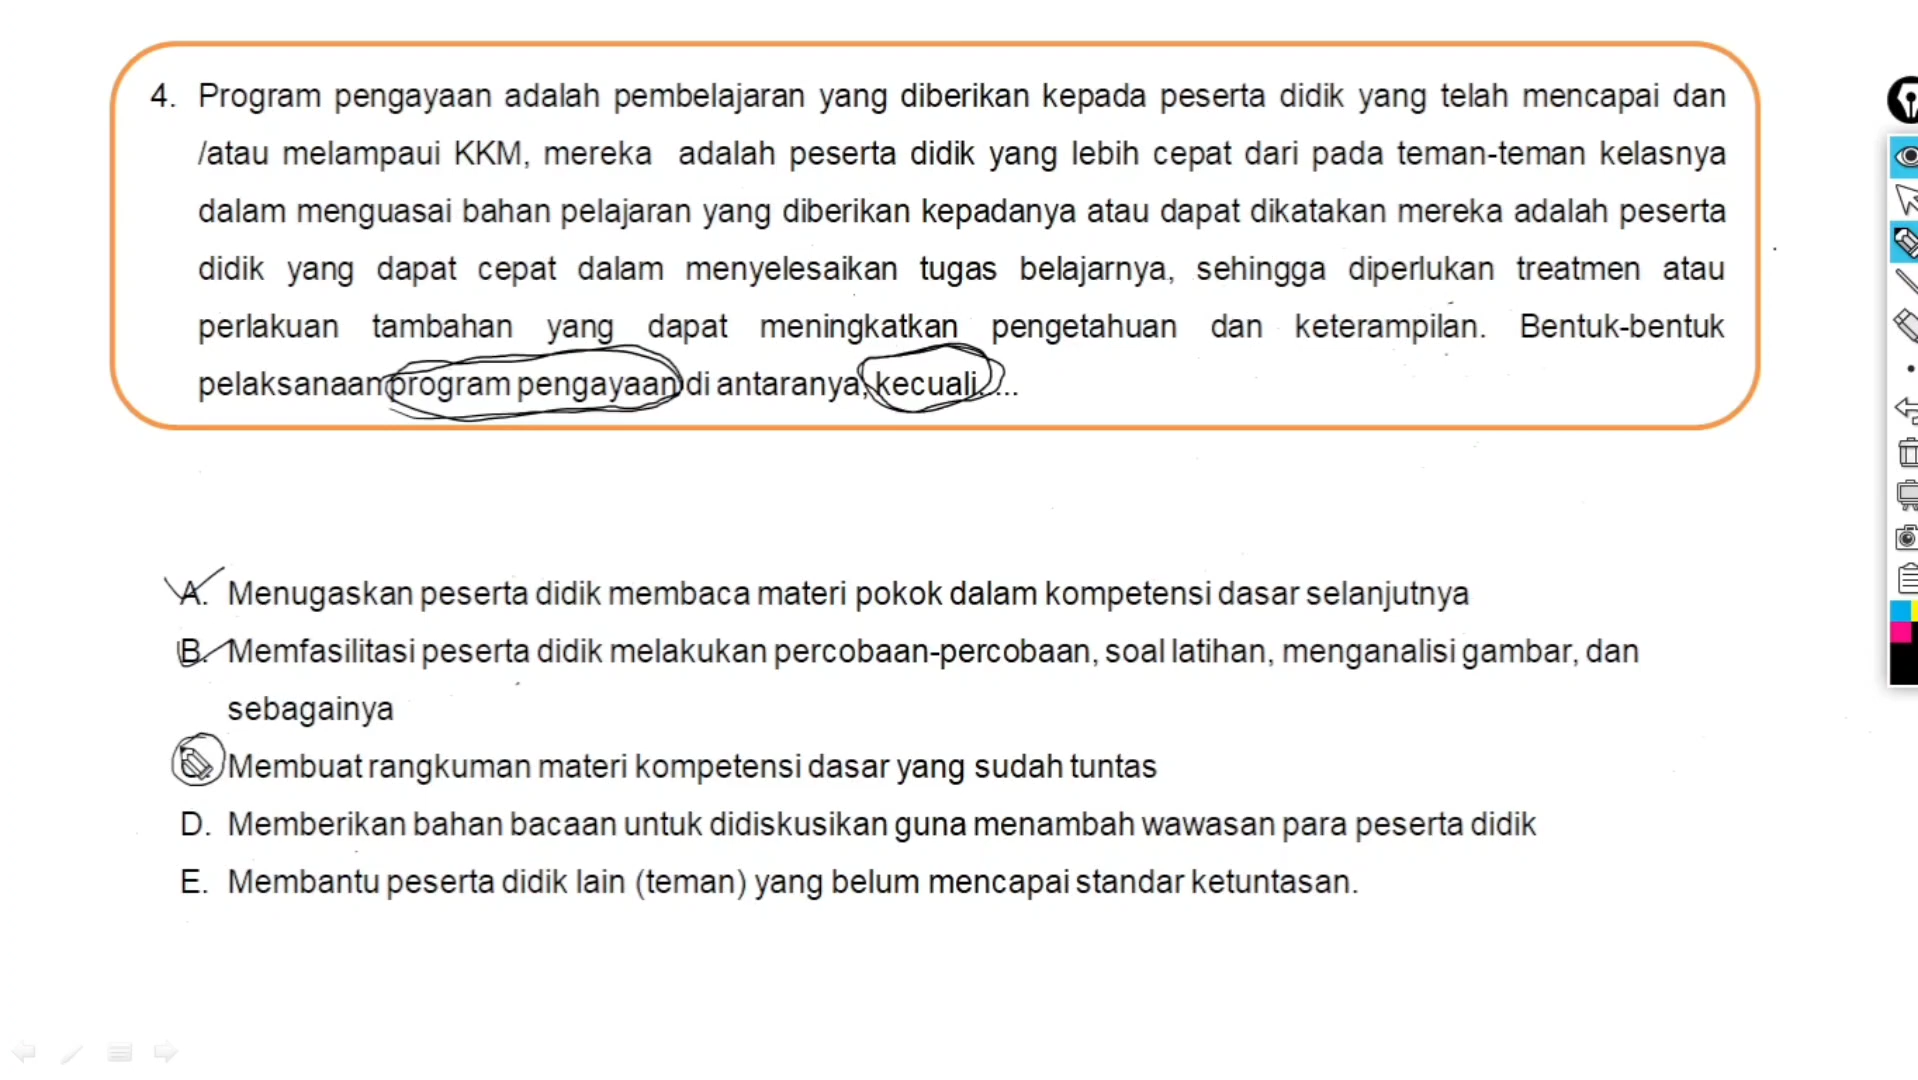 4. Program pengayaan adalah pembelajaran yang diberikan kepada peserta didik yang telah mencapai dan
/atau melampaui KKM, mereka adalah peserta didik yang lebih cepat dari pada teman-teman kelasnya
dalam menguasai bahan pelajaran yang diberikan kepadanya atau dapat dikatakan mereka adalah peserta
didik yang dapat cepat dalam menyelesaikan tugas belajarnya, sehingga diperlukan treatmen atau
perlakuan tambahan yang dapat meningkatkan pengetahuan dan keterampilan. Bentuk-bentuk
pelaksanaan program pengayaan di antaranya, kecuali.....
A. Menugaskan peserta didik membaca materi pokok dalam kompetensi dasar selanjutnya
B. Memfasilitasi peserta didik melakukan percobaan-percobaan, soal latihan, menganalisi gambar, dan
sebagainya
Membuat rangkuman materi kompetensi dasar yang sudah tuntas
D. Memberikan bahan bacaan untuk didiskusikan guna menambah wawasan para peserta didik
E. Membantu peserta didik lain (teman) yang belum mencapai standar ketuntasan.